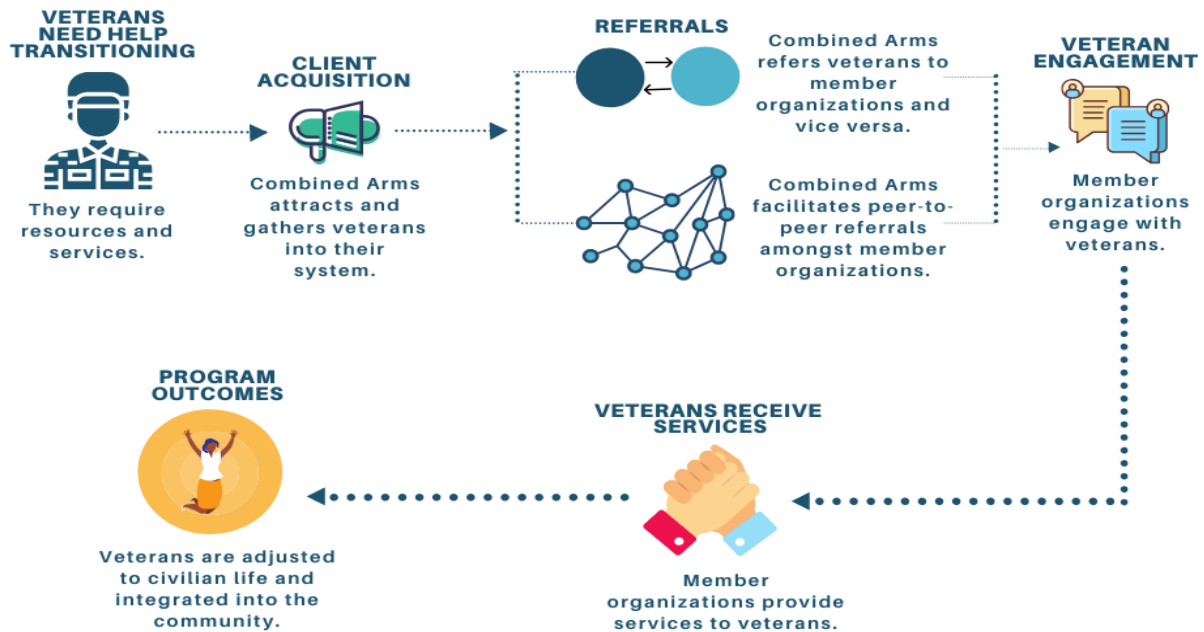 VETERANS
NEED HELP
TRANSITIONING
They require
resources and
services.
CLIENT
ACQUISITION
Combined Arms
attracts and
gathers veterans
into their
system.
REFERRALS
Combined Arms
refers veterans to
member
organizations and
vice versa.
Combined Arms
facilitates peer-to-
peer referrals
amongst member
organizations.
VETERAN
ENGAGEMENT
Member
organizations
engage with
veterans.
VETERANS RECEIVE
SERVICES
Member
organizations provide
services to veterans.
PROGRAM
OUTCOMES
Veterans are adjusted
to civilian life and
integrated into the
community.